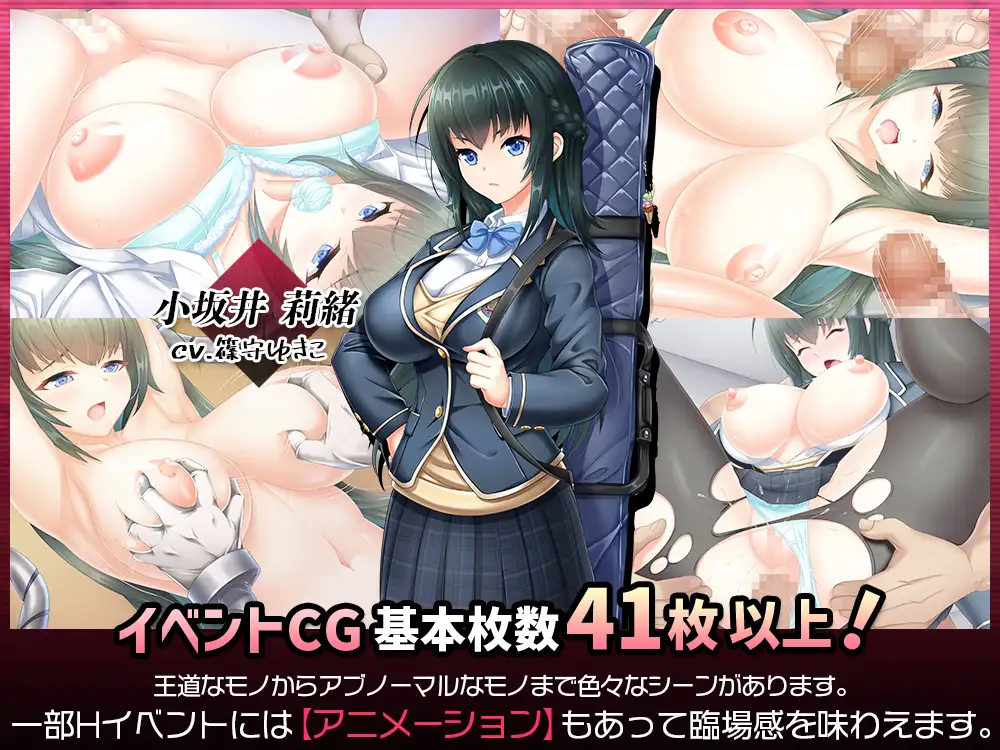 小坂井 莉緒
cv.篠守ゆきこ
イベントCG 基本枚数 41枚以上!
王道なモノからアブノーマルなモノまで色々なシーンがあります。
一部Hイベントには【アニメーション】もあって臨場感を味わえます。